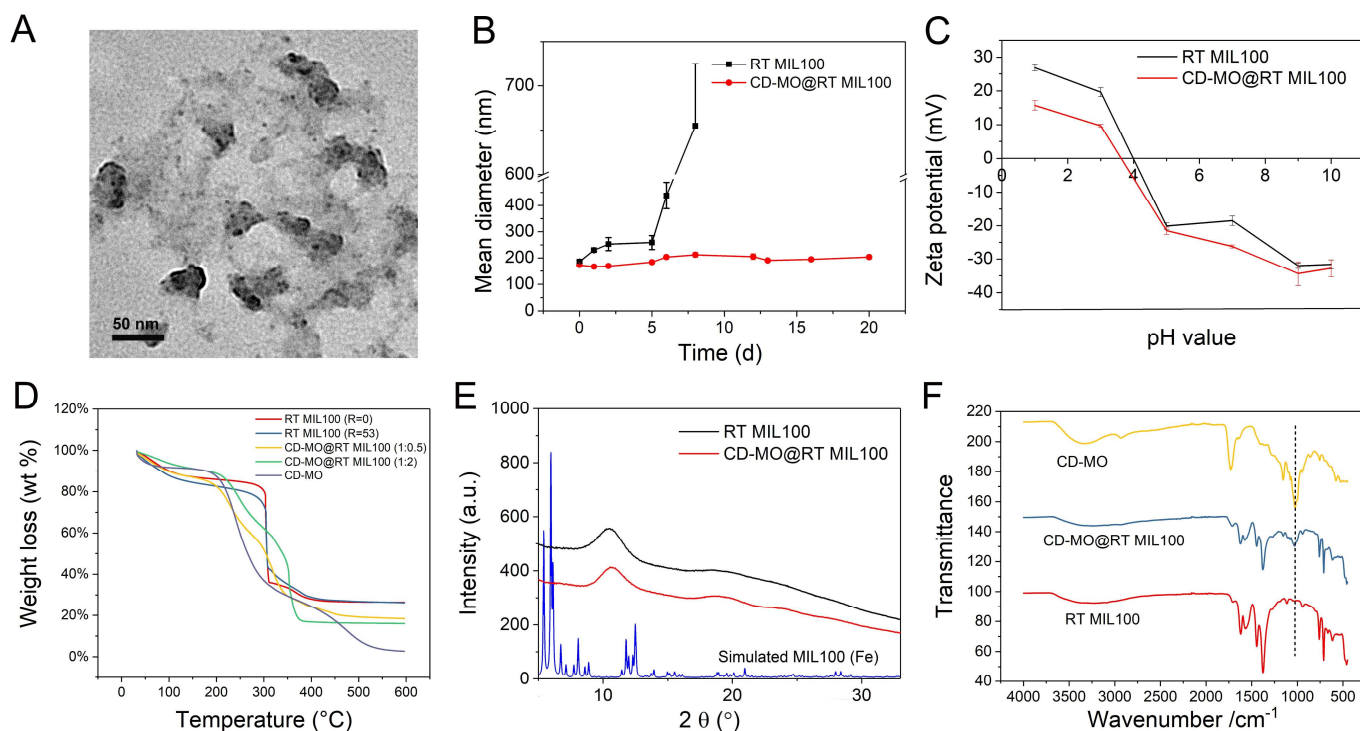 A
50 nm
B
Mean diameter (nm)
700
600
400
300
200
100
0
0 5 10 15 20
Time (d)
RT MIL100
CD-MO@RT MIL100
C
Zeta potential (mV)
30
20
10
0
-10
-20
-30
-40
0 2 4 6 8 10
pH value
RT MIL100
CD-MO@RT MIL100
D
Weight loss (wt %)
120%
100%
80%
60%
40%
20%
0%
0 100 200 300 400 500 600
Temperature (°C)
RT MIL100 (R=0)
RT MIL100 (R=53)
CD-MO@RT MIL100 (1:0.5)
CD-MO@RT MIL100 (1:2)
CD-MO
E
Intensity (a.u.)
1000
800
600
400
200
0
10 20 30
2 θ (°)
RT MIL100
CD-MO@RT MIL100
Simulated MIL100 (Fe)
F
Transmittance
220
200
180
160
140
120
100
80
60
40
4000 3500 3000 2500 2000 1500 1000 500
Wavenumber /cm⁻¹
CD-MO
CD-MO@RT MIL100
RT MIL100